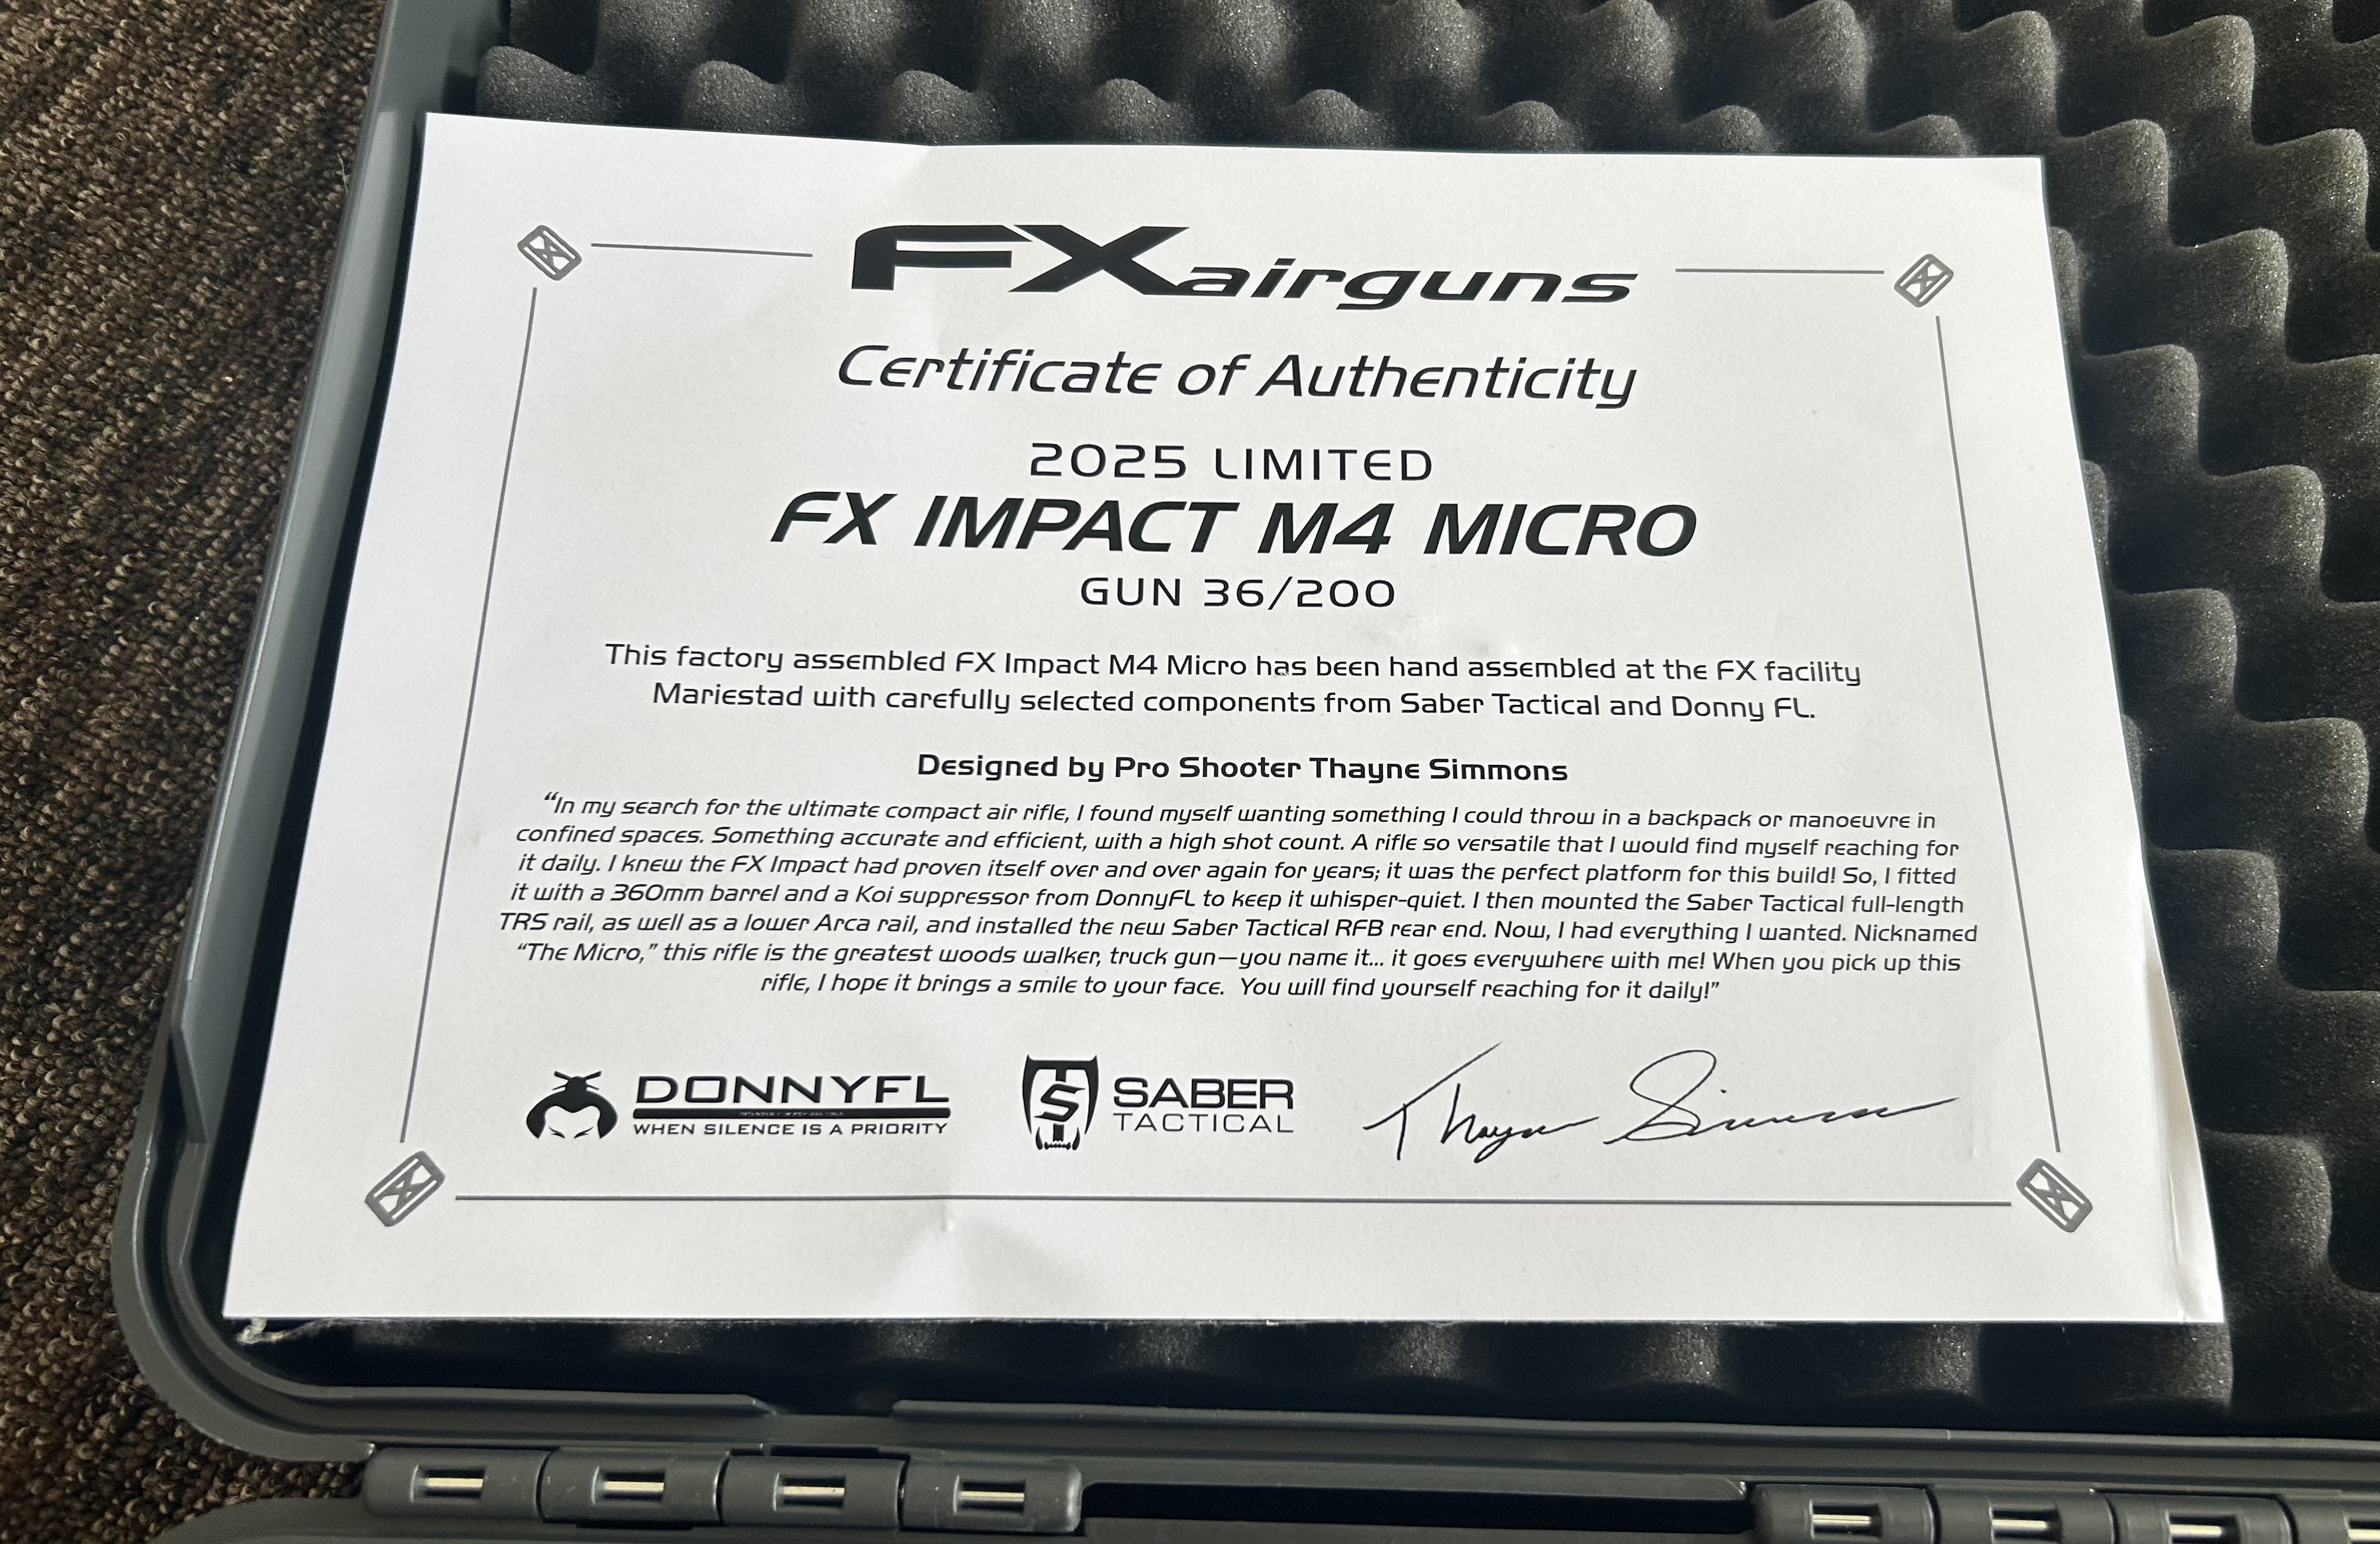 FXairguns
Certificate of Authenticity
2025 LIMITED
FX IMPACT M4 MICRO
GUN 36/200
This factory assembled FX Impact M4 Micro has been hand assembled at the FX facility
Mariestad with carefully selected components from Saber Tactical and Donny FL.
Designed by Pro Shooter Thayne Simmons
“In my search for the ultimate compact air rifle, I found myself wanting something I could throw in a backpack or manoeuvre in
confined spaces. Something accurate and efficient, with a high shot count. A rifle so versatile that I would find myself reaching for
it daily. I knew the FX Impact had proven itself over and over again for years; it was the perfect platform for this build! So, I fitted
it with a 360mm barrel and a Koi suppressor from DonnyFL to keep it whisper-quiet. I then mounted the Saber Tactical full-length
TRS rail, as well as a lower Arca rail, and installed the new Saber Tactical RFB rear end. Now, I had everything I wanted. Nicknamed
“The Micro,” this rifle is the greatest woods walker, truck gun—you name it... it goes everywhere with me! When you pick up this
rifle, I hope it brings a smile to your face.  You will find yourself reaching for it daily!”
DONNYFL
WHEN SILENCE IS A PRIORITY
SABER
TACTICAL
Thayne Simmons